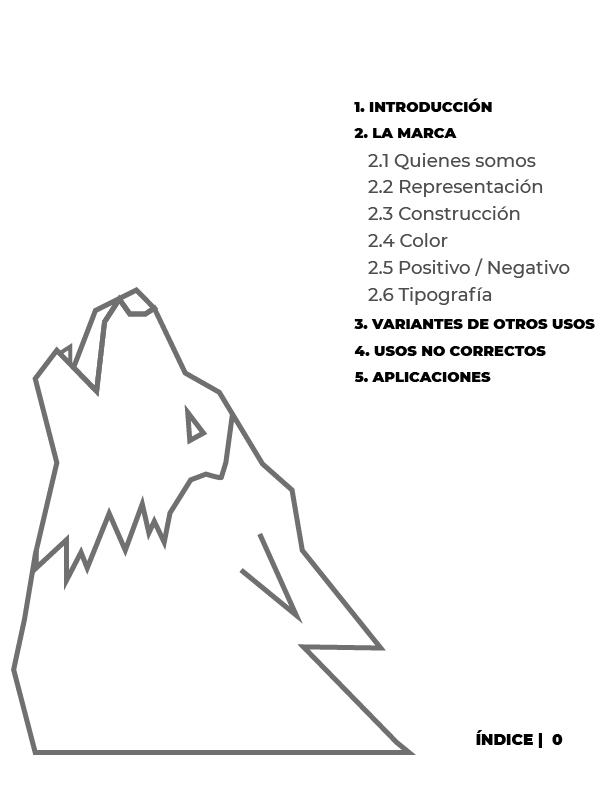 1. INTRODUCCIÓN
2. LA MARCA
2.1 Quienes somos
2.2 Representación
2.3 Construcción
2.4 Color
2.5 Positivo / Negativo
2.6 Tipografía
3. VARIANTES DE OTROS USOS
4. USOS NO CORRECTOS
5. APLICACIONES
ÍNDICE | 0